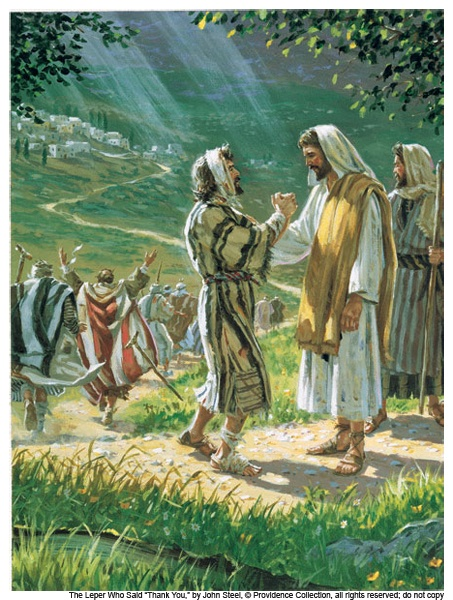 The Leper Who Said "Thank You," by John Steel, © Providence Collection, all rights reserved; do not copy